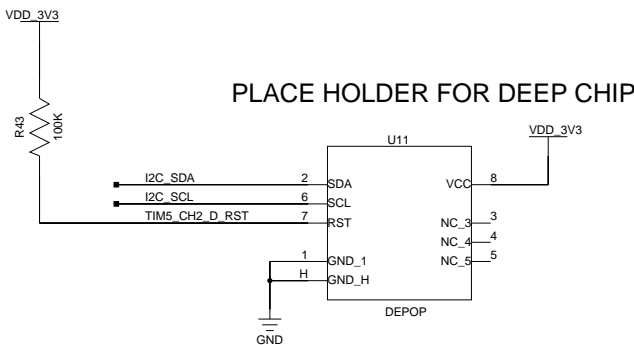 VDD_3V3
PLACE HOLDER FOR DEEP CHIP
R43
100K
U11
VDD_3V3
I2C_SDA
2
SDA
VCC
8
I2C_SCL
6
SCL
TIM5_CH2_D_RST
7
RST
NC_3
3
NC_4
4
1
GND_1
NC_5
5
H
GND_H
DEPOP
GND